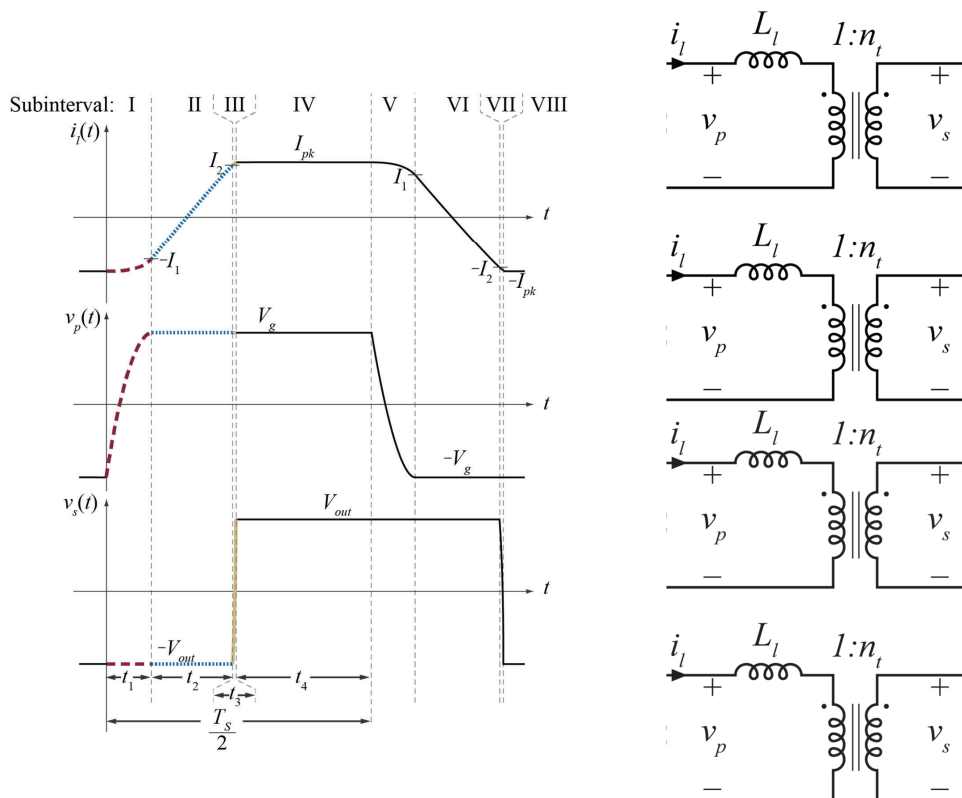 Subinterval: I II III IV V VI VII VIII
i_l(t)
I_pk
I_2
I_1
t
-I_1
-I_2
-I_pk
v_p(t)
V_g
t
-V_g
v_s(t)
V_out
t
-V_out
t_1 t_2 t_4
t_3
T_s
2
i_l L_l 1:n_t
+ +
v_p v_s
− −
i_l L_l 1:n_t
+ +
v_p v_s
− −
i_l L_l 1:n_t
+ +
v_p v_s
− −
i_l L_l 1:n_t
+ +
v_p v_s
− −